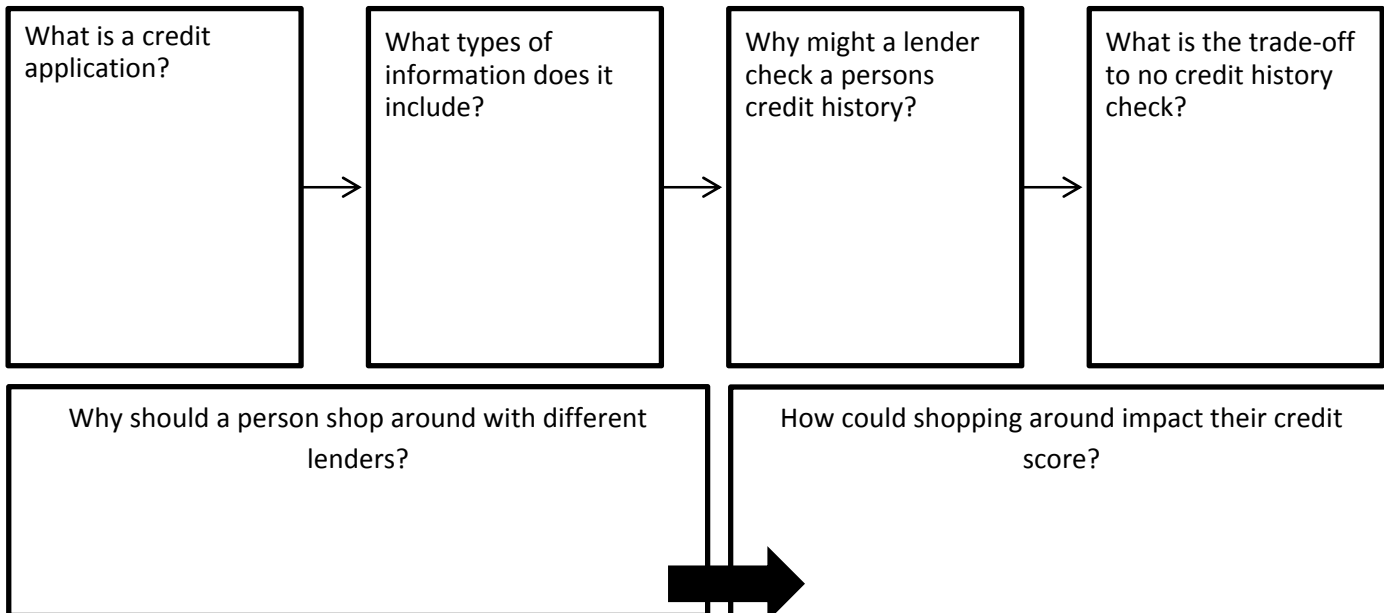 What is a credit
application?
What types of
information does it
include?
Why might a lender
check a persons
credit history?
What is the trade-off
to no credit history
check?
Why should a person shop around with different
lenders?
How could shopping around impact their credit
score?